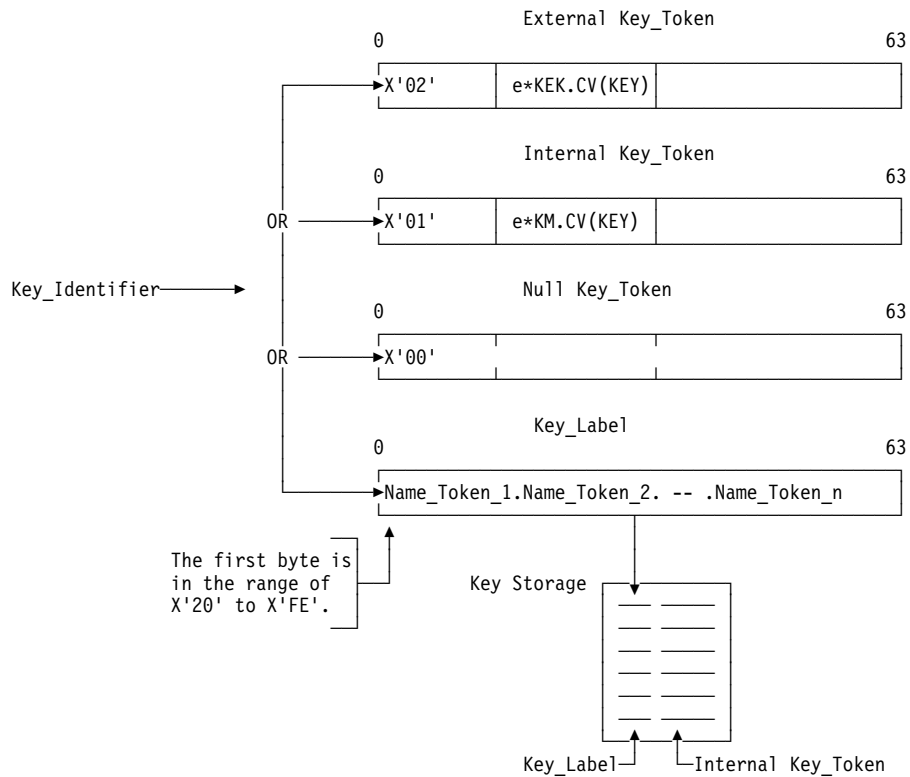 External Key_Token
0 63
X'02' e*KEK.CV(KEY)
Internal Key_Token
0 63
OR X'01' e*KM.CV(KEY)
Key_Identifier Null Key_Token
0 63
OR X'00'
Key_Label
0 63
Name_Token_1.Name_Token_2. -- .Name_Token_n
The first byte is
in the range of
X'20' to X'FE'.
Key Storage
Key_Label Internal Key_Token